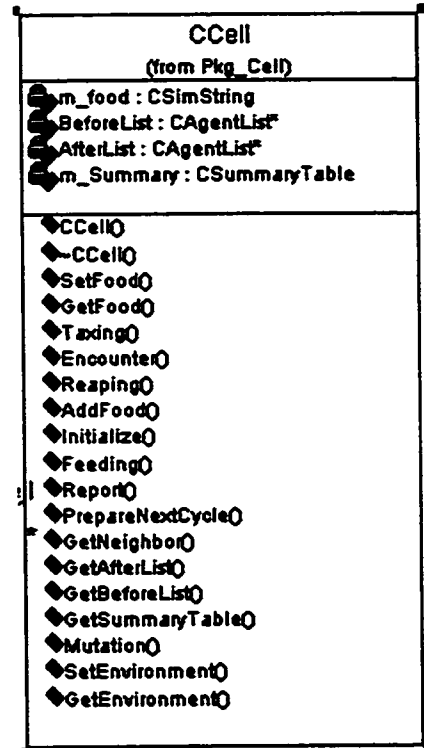 CCell
(from Pkg_Cell)
m_food : CSimString
BeforeList : CAgentList*
AfterList : CAgentList*
m_Summary : CSummaryTable
CCell()
~CCell()
SetFood()
GetFood()
Taxing()
Encounter()
Reaping()
AddFood()
Initialize()
Feeding()
Report()
PrepareNextCycle()
GetNeighbor()
GetAfterList()
GetBeforeList()
GetSummaryTable()
Mutation()
SetEnvironment()
GetEnvironment()